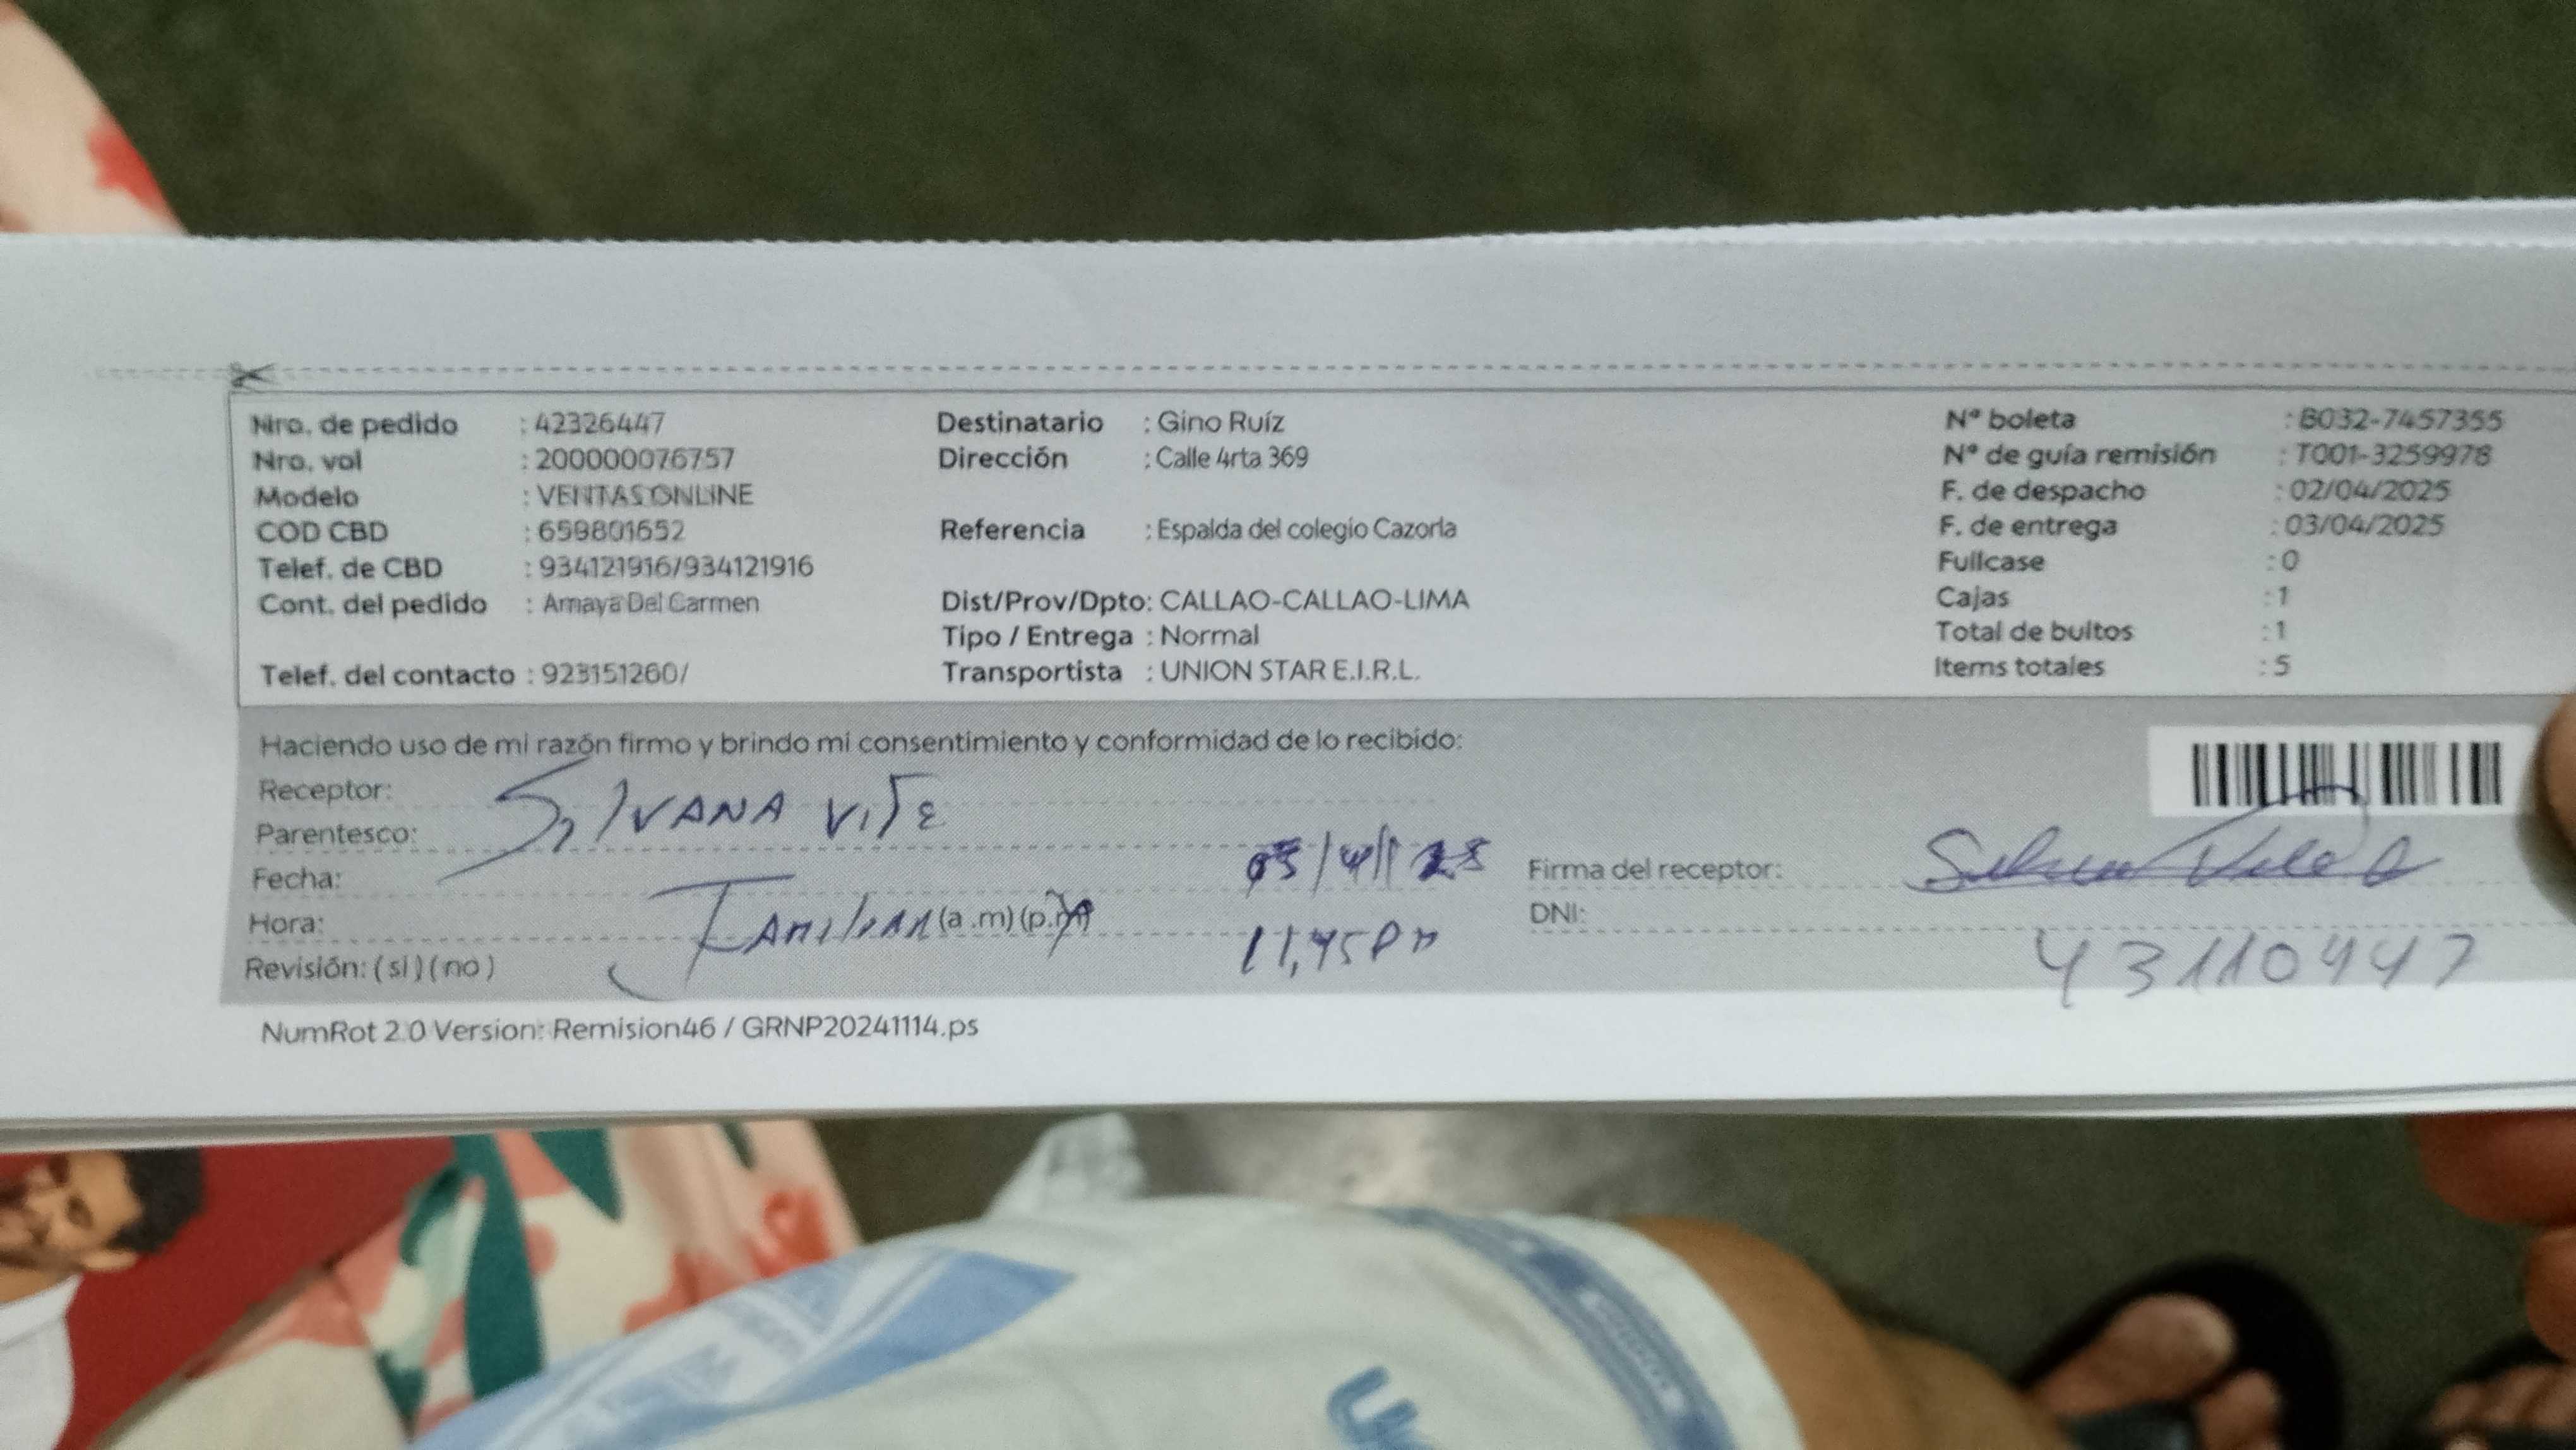 Nro. de pedido : 42326447
Nro. vol : 200000076757
Modelo : VENTAS ONLINE
COD CBD : 659801652
Telef. de CBD : 934121916/934121916
Cont. del pedido : Amaya Del Carmen
Telef. del contacto : 923151260/
Destinatario : Gino Ruíz
Dirección : Calle 4rta 369
Referencia : Espalda del colegio Cazorla
Dist/Prov/Dpto: CALLAO-CALLAO-LIMA
Tipo / Entrega : Normal
Transportista : UNION STAR E.I.R.L.
Nº boleta : B032-7457355
Nº de guía remisión : T001-3259978
F. de despacho : 02/04/2025
F. de entrega : 03/04/2025
Fullcase : 0
Cajas : 1
Total de bultos : 1
Items totales : 5
Haciendo uso de mi razón firmo y brindo mi consentimiento y conformidad de lo recibido:
Receptor: SILVANA VITE
Parentesco:
Fecha:
Hora: Familiar (a.m) (p.m) 11,45 PM
Revisión: (si) (no)
Firma del receptor:
DNI: 43110447
NumRot 2.0 Version: Remision46 / GRNP20241114.ps